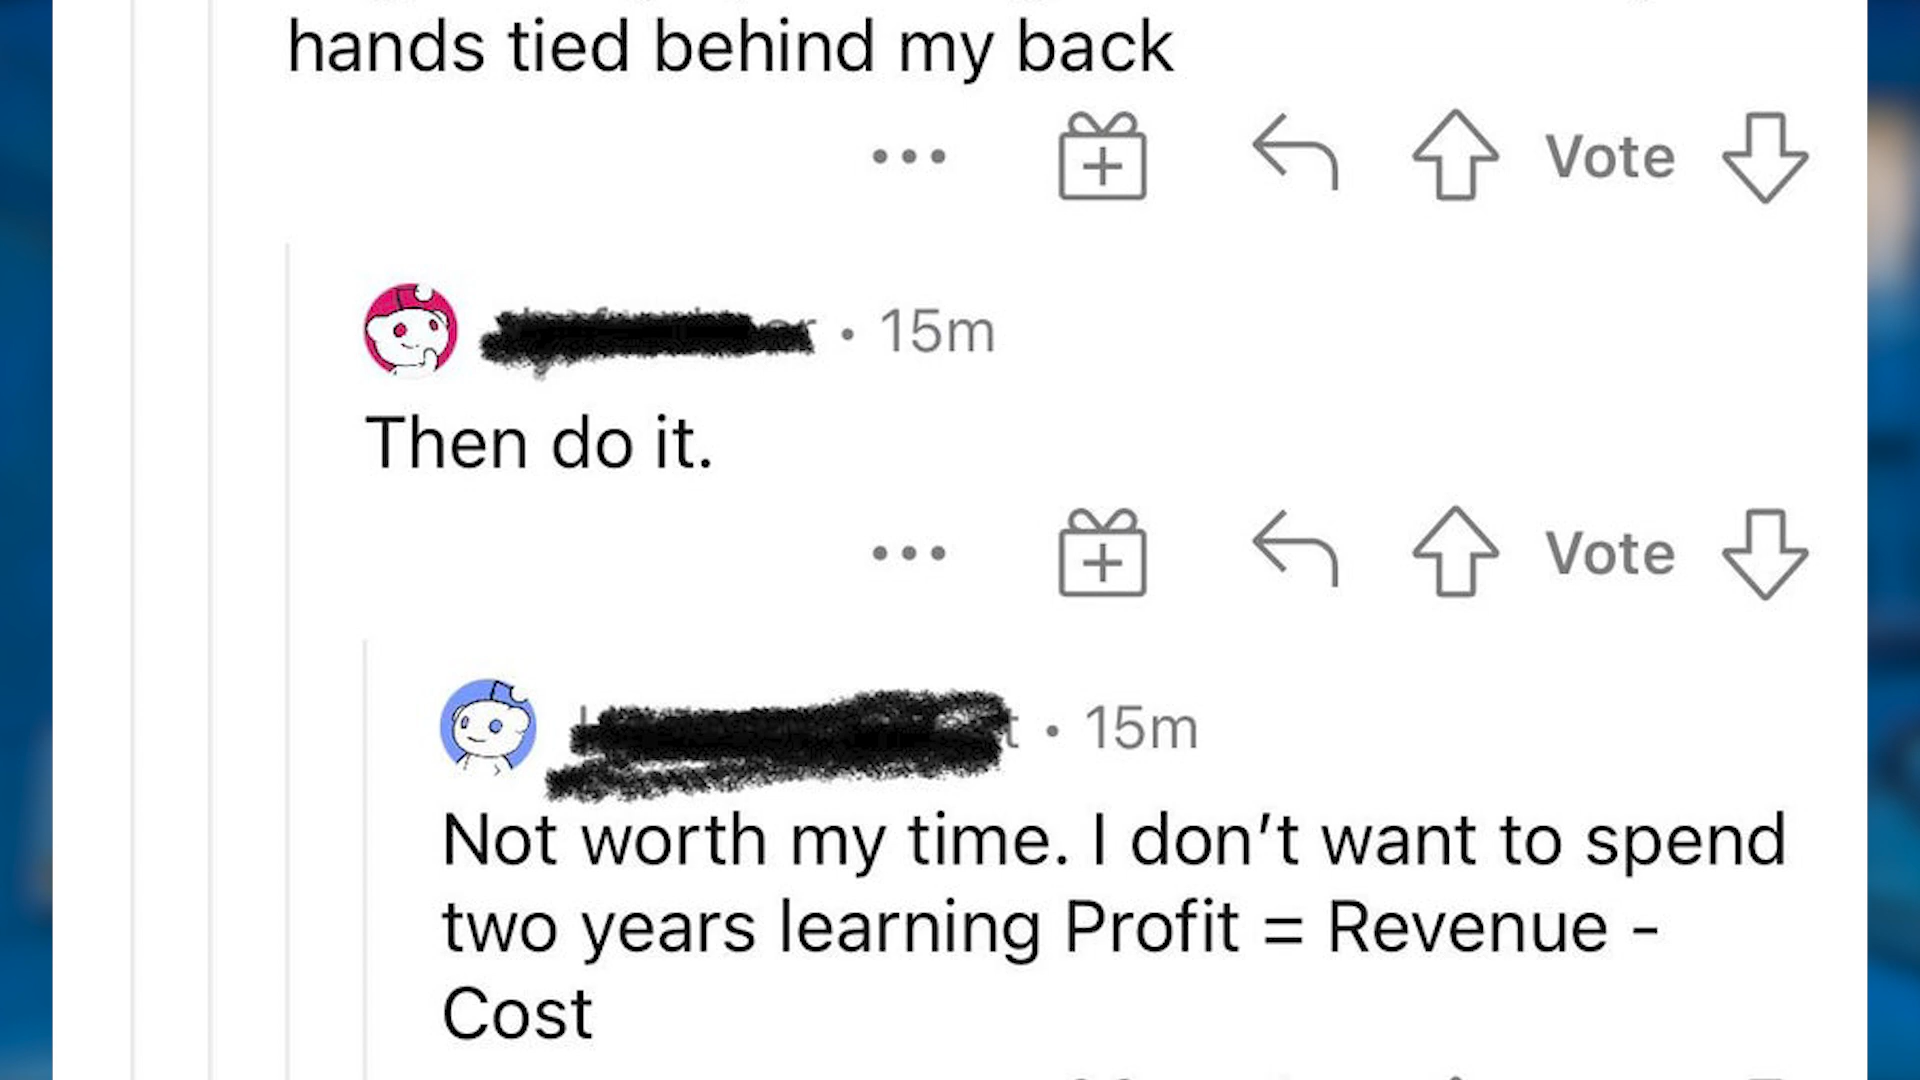 hands tied behind my back
Vote
• 15m
Then do it.
Vote
• 15m
Not worth my time. I don’t want to spend
two years learning Profit = Revenue -
Cost